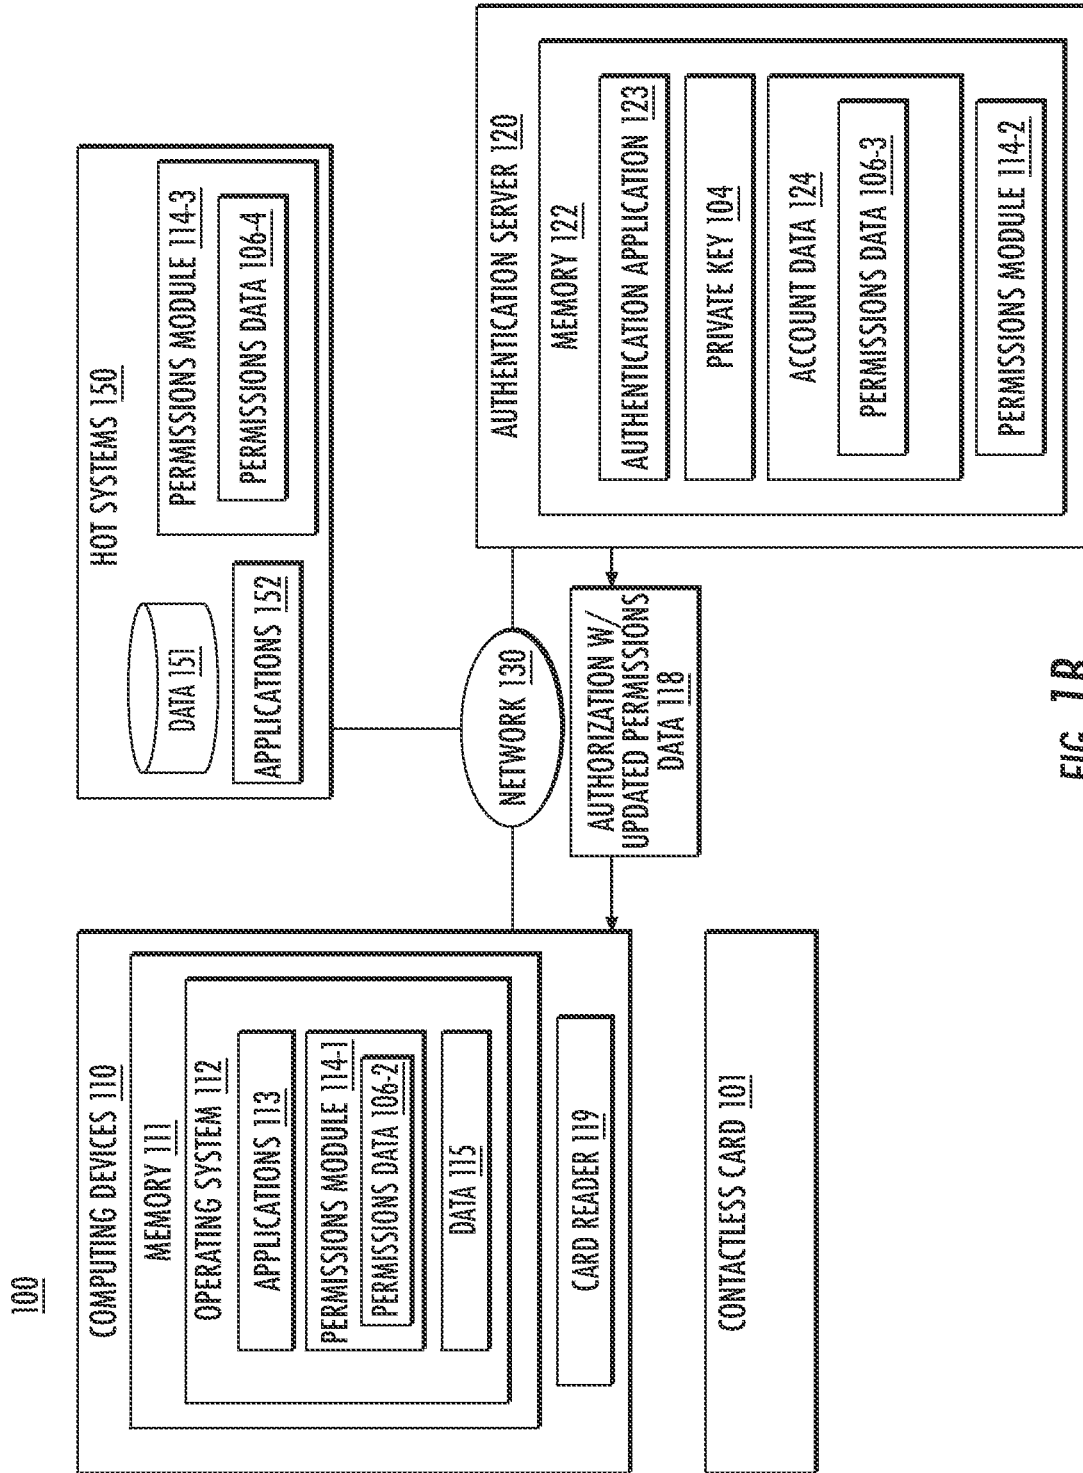 100
COMPUTING DEVICES 110
MEMORY 111
OPERATING SYSTEM 112
APPLICATIONS 113
PERMISSIONS MODULE 114-1
PERMISSIONS DATA 106-2
DATA 115
CARD READER 119
CONTACTLESS CARD 101
HOT SYSTEMS 150
DATA 151
APPLICATIONS 152
PERMISSIONS MODULE 114-3
PERMISSIONS DATA 106-4
NETWORK 130
AUTHORIZATION W/
UPDATED PERMISSIONS
DATA 118
AUTHENTICATION SERVER 120
MEMORY 122
AUTHENTICATION APPLICATION 123
PRIVATE KEY 104
ACCOUNT DATA 124
PERMISSIONS DATA 106-3
PERMISSIONS MODULE 114-2
FIG. 1B